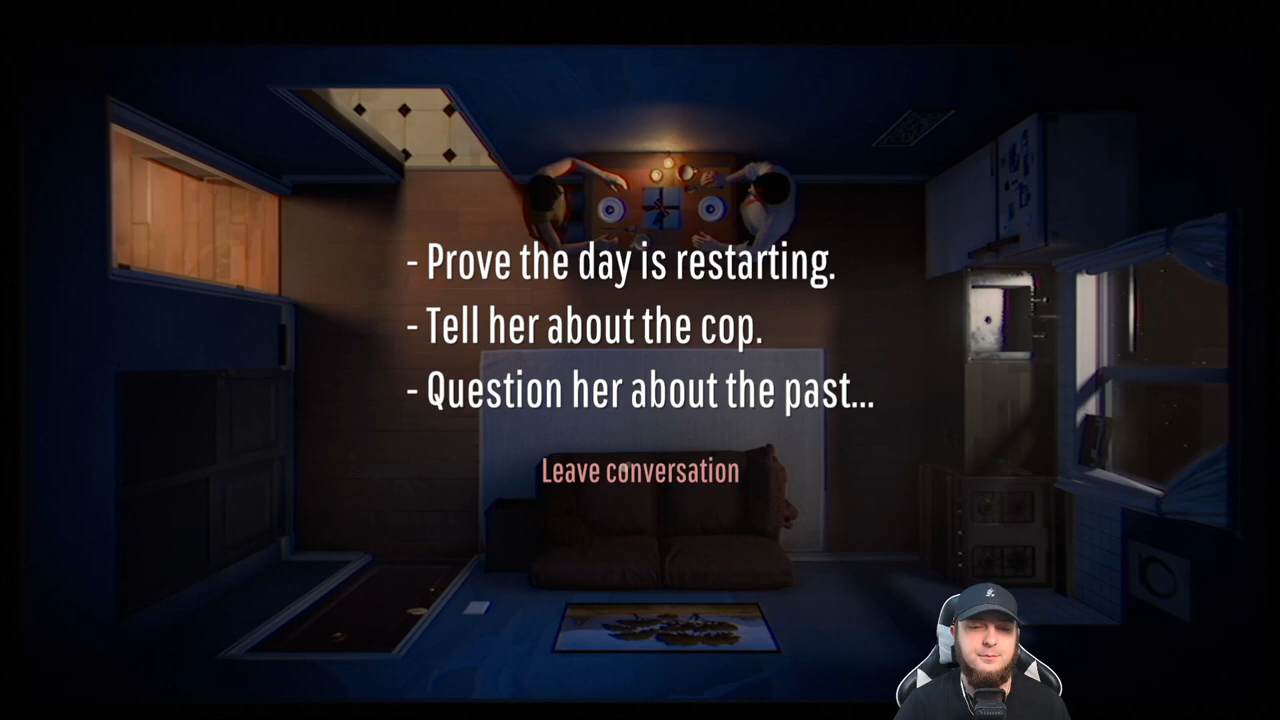 - Prove the day is restarting.
- Tell her about the cop.
- Question her about the past...
Leave conversation